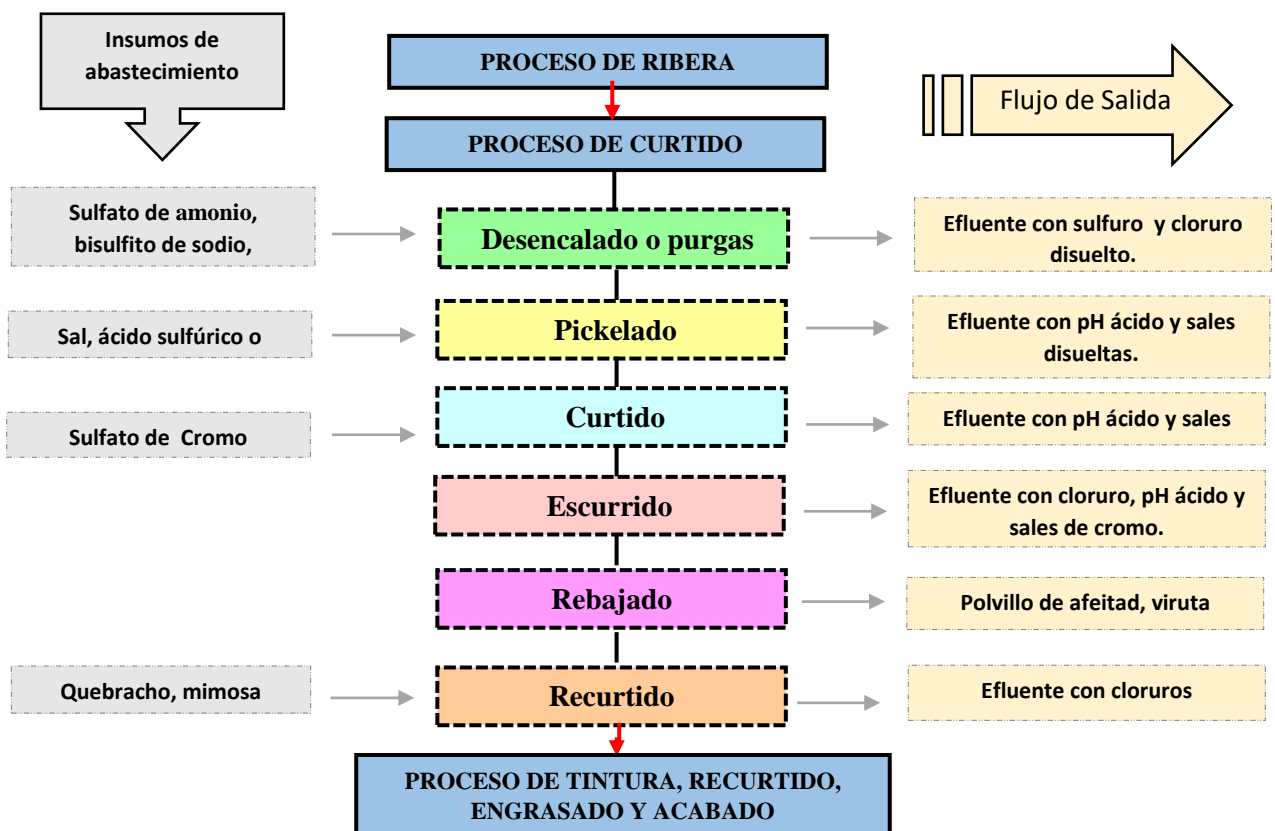 Insumos de
abastecimiento
PROCESO DE RIBERA
Flujo de Salida
PROCESO DE CURTIDO
Sulfato de amonio,
bisulfito de sodio,
Desencalado o purgas
Efluente con sulfuro y cloruro
disuelto.
Sal, ácido sulfúrico o
Pickelado
Efluente con pH ácido y sales
disueltas.
Sulfato de Cromo
Curtido
Efluente con pH ácido y sales
Escurrido
Efluente con cloruro, pH ácido y
sales de cromo.
Rebajado
Polvillo de afeitad, viruta
Quebracho, mimosa
Recurtido
Efluente con cloruros
PROCESO DE TINTURA, RECURTIDO,
ENGRASADO Y ACABADO